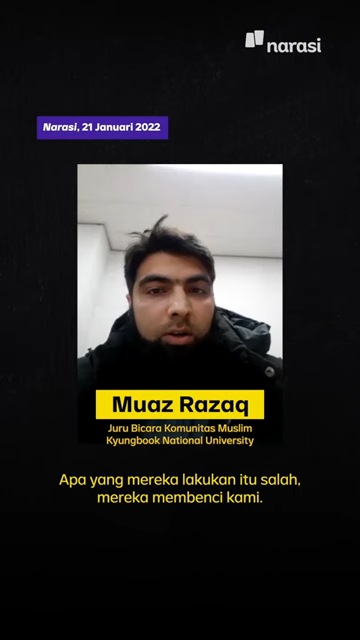 narasi
Narasi, 21 Januari 2022
Muaz Razaq
Juru Bicara Komunitas Muslim
Kyungbook National University
Apa yang mereka lakukan itu salah,
mereka membenci kami.